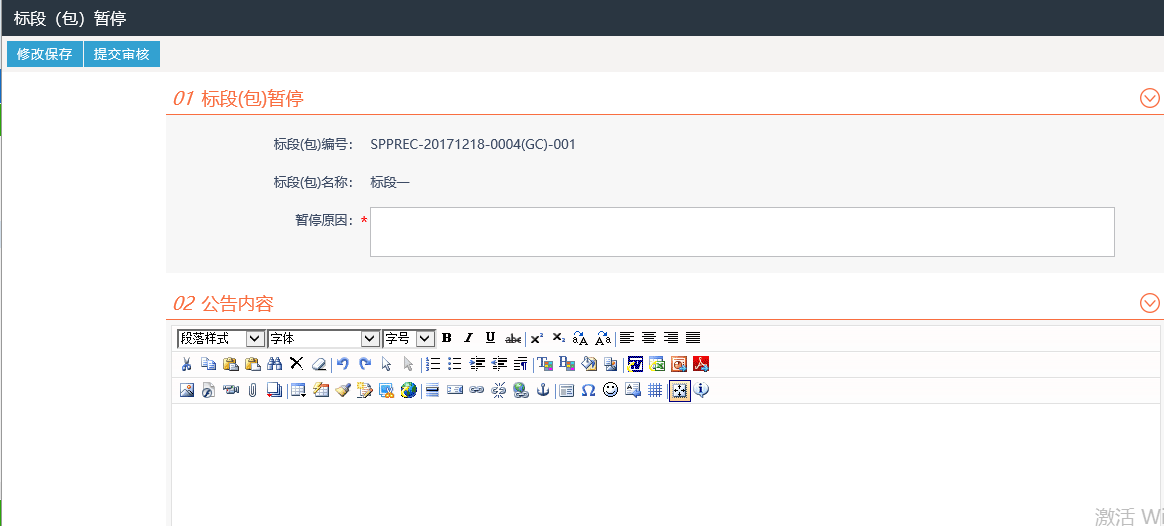 标段（包）暂停
修改保存 提交审核
01 标段(包)暂停
标段(包)编号： SPPREC-20171218-0004(GC)-001
标段(包)名称： 标段一
暂停原因：*
02 公告内容
段落样式 字体 字号 B I U abc
激活 Wi